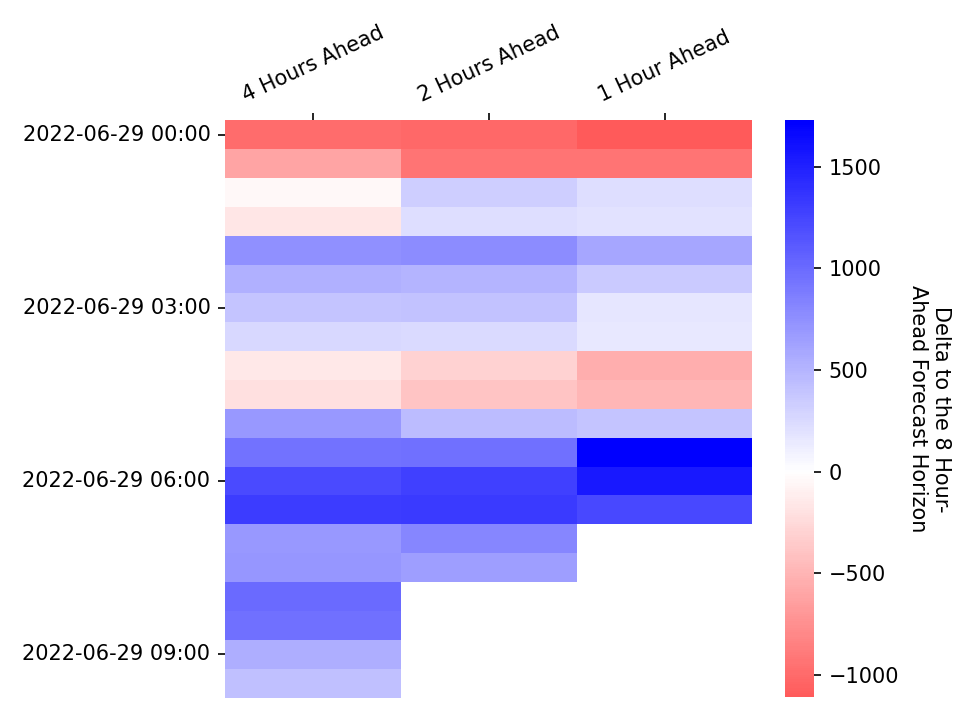 4 Hours Ahead
2 Hours Ahead
1 Hour Ahead
2022-06-29 00:00
2022-06-29 03:00
2022-06-29 06:00
2022-06-29 09:00
1500
1000
500
0
−500
−1000
Delta to the 8 Hour-
Ahead Forecast Horizon